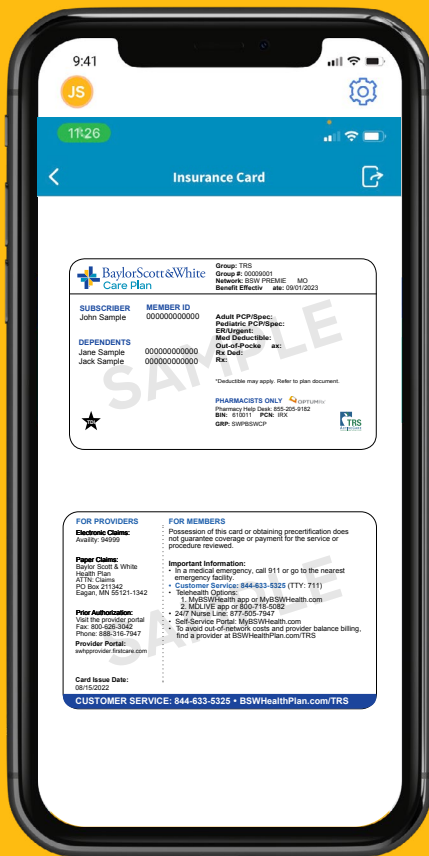 9:41
JS
11:26
Insurance Card
BaylorScott&White
Care Plan
Group: TRS
Group #: 00009001
Network: BSW PREMIE MO
Benefit Effectiv ate: 09/01/2023
SUBSCRIBER MEMBER ID
John Sample 000000000000
DEPENDENTS
Jane Sample 000000000000
Jack Sample 000000000000
Adult PCP/Spec:
Pediatric PCP/Spec:
ER/Urgent:
Med Deductible:
Out-of-Pocke ax:
Rx Ded:
Rx:
*Deductible may apply. Refer to plan document.
PHARMACISTS ONLY OPTUMRx
Pharmacy Help Desk: 855-205-9182
BIN: 610011 PCN: IRX
GRP: SWPBSWCP
TRS
SAMPLE
FOR PROVIDERS
Electronic Claims:
Availity: 94999
Paper Claims:
Baylor Scott & White
Health Plan
ATTN: Claims
PO Box 211342
Eagan, MN 55121-1342
Prior Authorization:
Visit the provider portal
Fax: 800-626-3042
Phone: 888-316-7947
Provider Portal:
swhpprovider.firstcare.com
Card Issue Date:
08/15/2022
FOR MEMBERS
Possession of this card or obtaining precertification does
not guarantee coverage or payment for the service or
procedure reviewed.
Important Information:
• In a medical emergency, call 911 or go to the nearest
emergency facility.
• Customer Service: 844-633-5325 (TTY: 711)
• Telehealth Options:
1. MyBSWHealth app or MyBSWHealth.com
2. MDLIVE app or 800-718-5082
• 24/7 Nurse Line: 877-505-7947
• Self-Service Portal: MyBSWHealth.com
• To avoid out-of-network costs and provider balance billing,
find a provider at BSWHealthPlan.com/TRS
SAMPLE
CUSTOMER SERVICE: 844-633-5325 • BSWHealthPlan.com/TRS